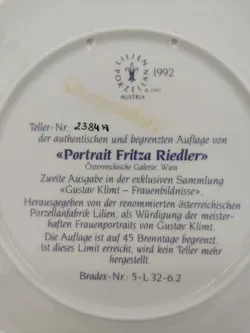 LILIEN
PORZELLAN
AUSTRIA
1992
© 1992
Teller-Nr. 2384 A
der authentischen und begrenzten Auflage von
«Portrait Fritza Riedler»
Österreichische Galerie, Wien
Zweite Ausgabe in der exklusiven Sammlung
«Gustav Klimt – Frauenbildnisse».
Herausgegeben von der renommierten österreichischen
Porzellanfabrik Lilien, als Würdigung der meister-
haften Frauenportraits von Gustav Klimt.
Die Auflage ist auf 45 Brenntage begrenzt.
Ist dieses Limit erreicht, wird kein Teller mehr
hergestellt.
Bradex-Nr.: 5-L32-6.2